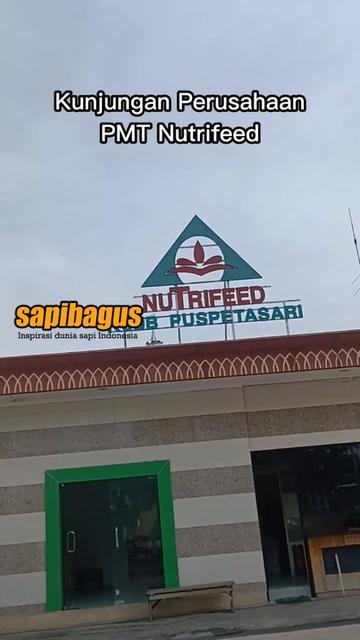 Kunjungan Perusahaan
PMT Nutrifeed
NUTRIFEED
sapibagus
PUSPETASARI
Inspirasi dunia sapi Indonesia